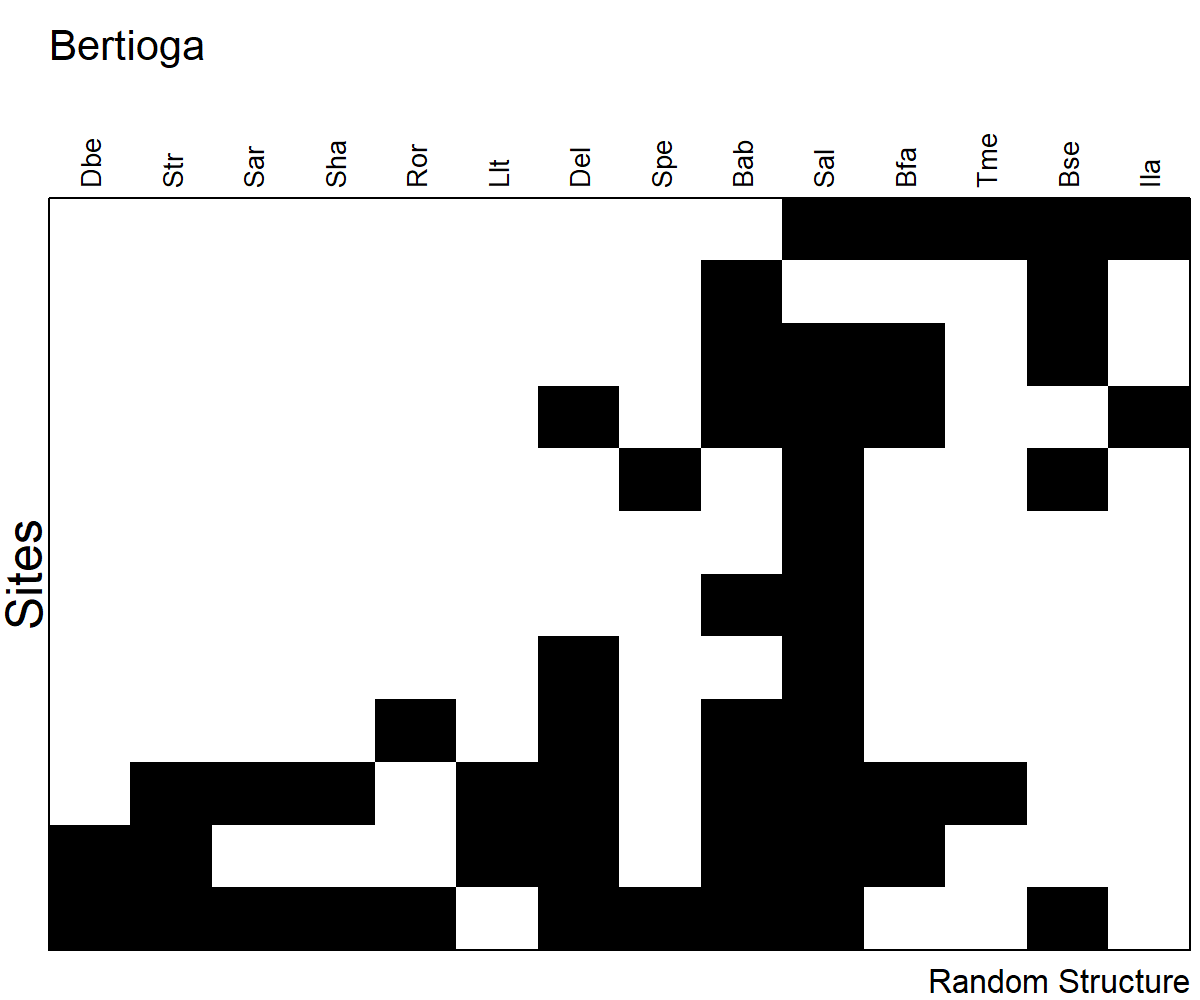 Bertioga
Dbe Str Sar Sha Ror Llt Del Spe Bab Sal Bfa Tme Bse Ila
Sites
Random Structure